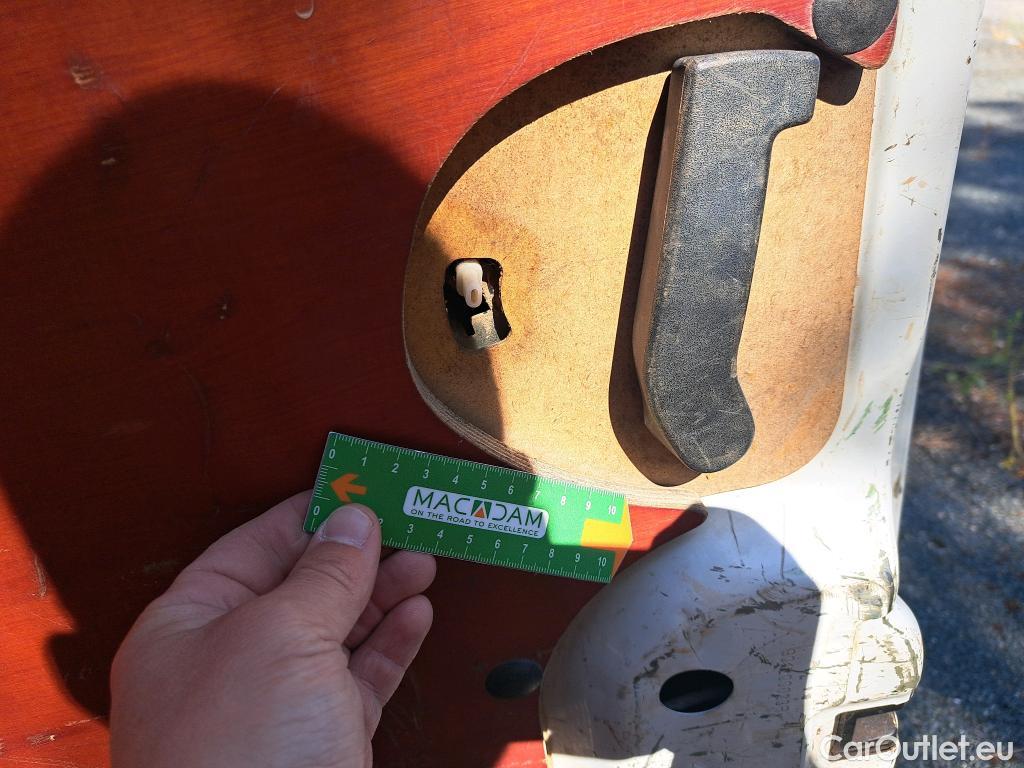 0 1 2 3 4 5 6 7 8 9 10
MACADAM
ON THE ROAD TO EXCELLENCE
0 2 3 4 5 6 7 8 9 10
CarOutlet.eu